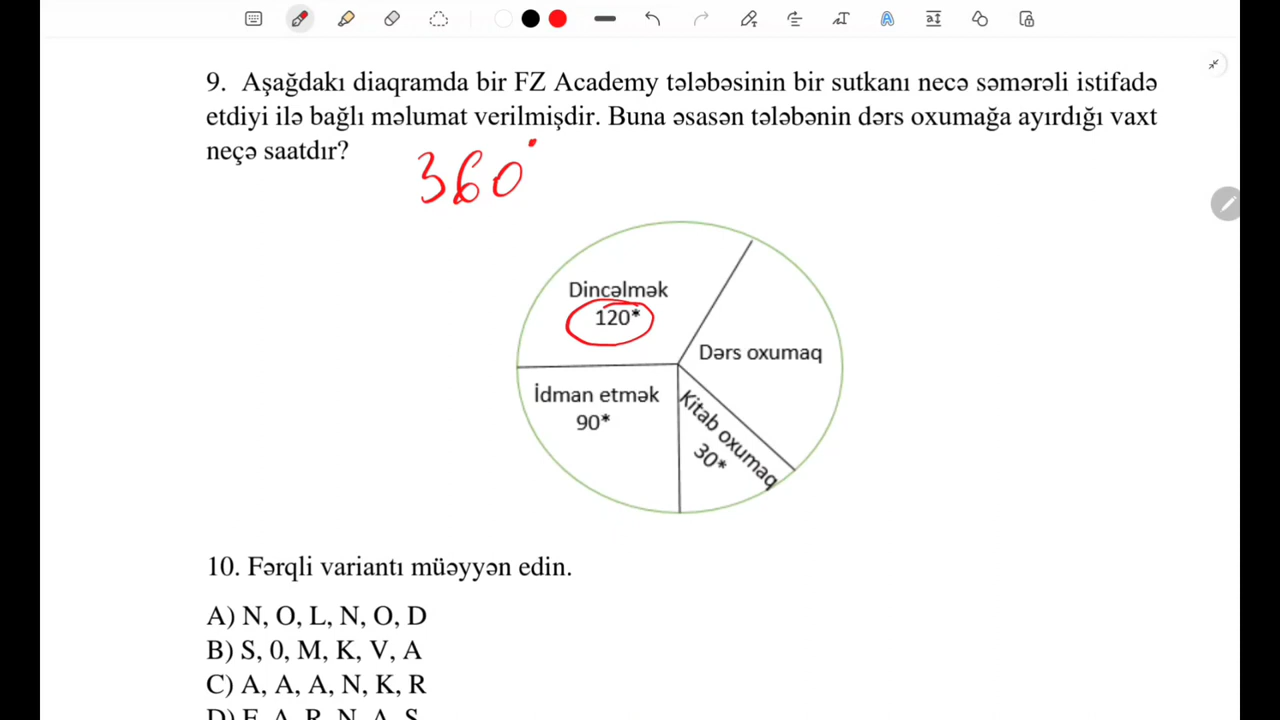 9. Aşağdakı diaqramda bir FZ Academy tələbəsinin bir sutkanı necə səmərəli istifadə
etdiyi ilə bağlı məlumat verilmişdir. Buna əsasən tələbənin dərs oxumağa ayırdığı vaxt
neçə saatdır?
360°
Dincəlmək
120*
Dərs oxumaq
İdman etmək
90*
Kitab oxumaq
30*
10. Fərqli variantı müəyyən edin.
A) N, O, L, N, O, D
B) S, 0, M, K, V, A
C) A, A, A, N, K, R
D) F, A, R, N, A, S